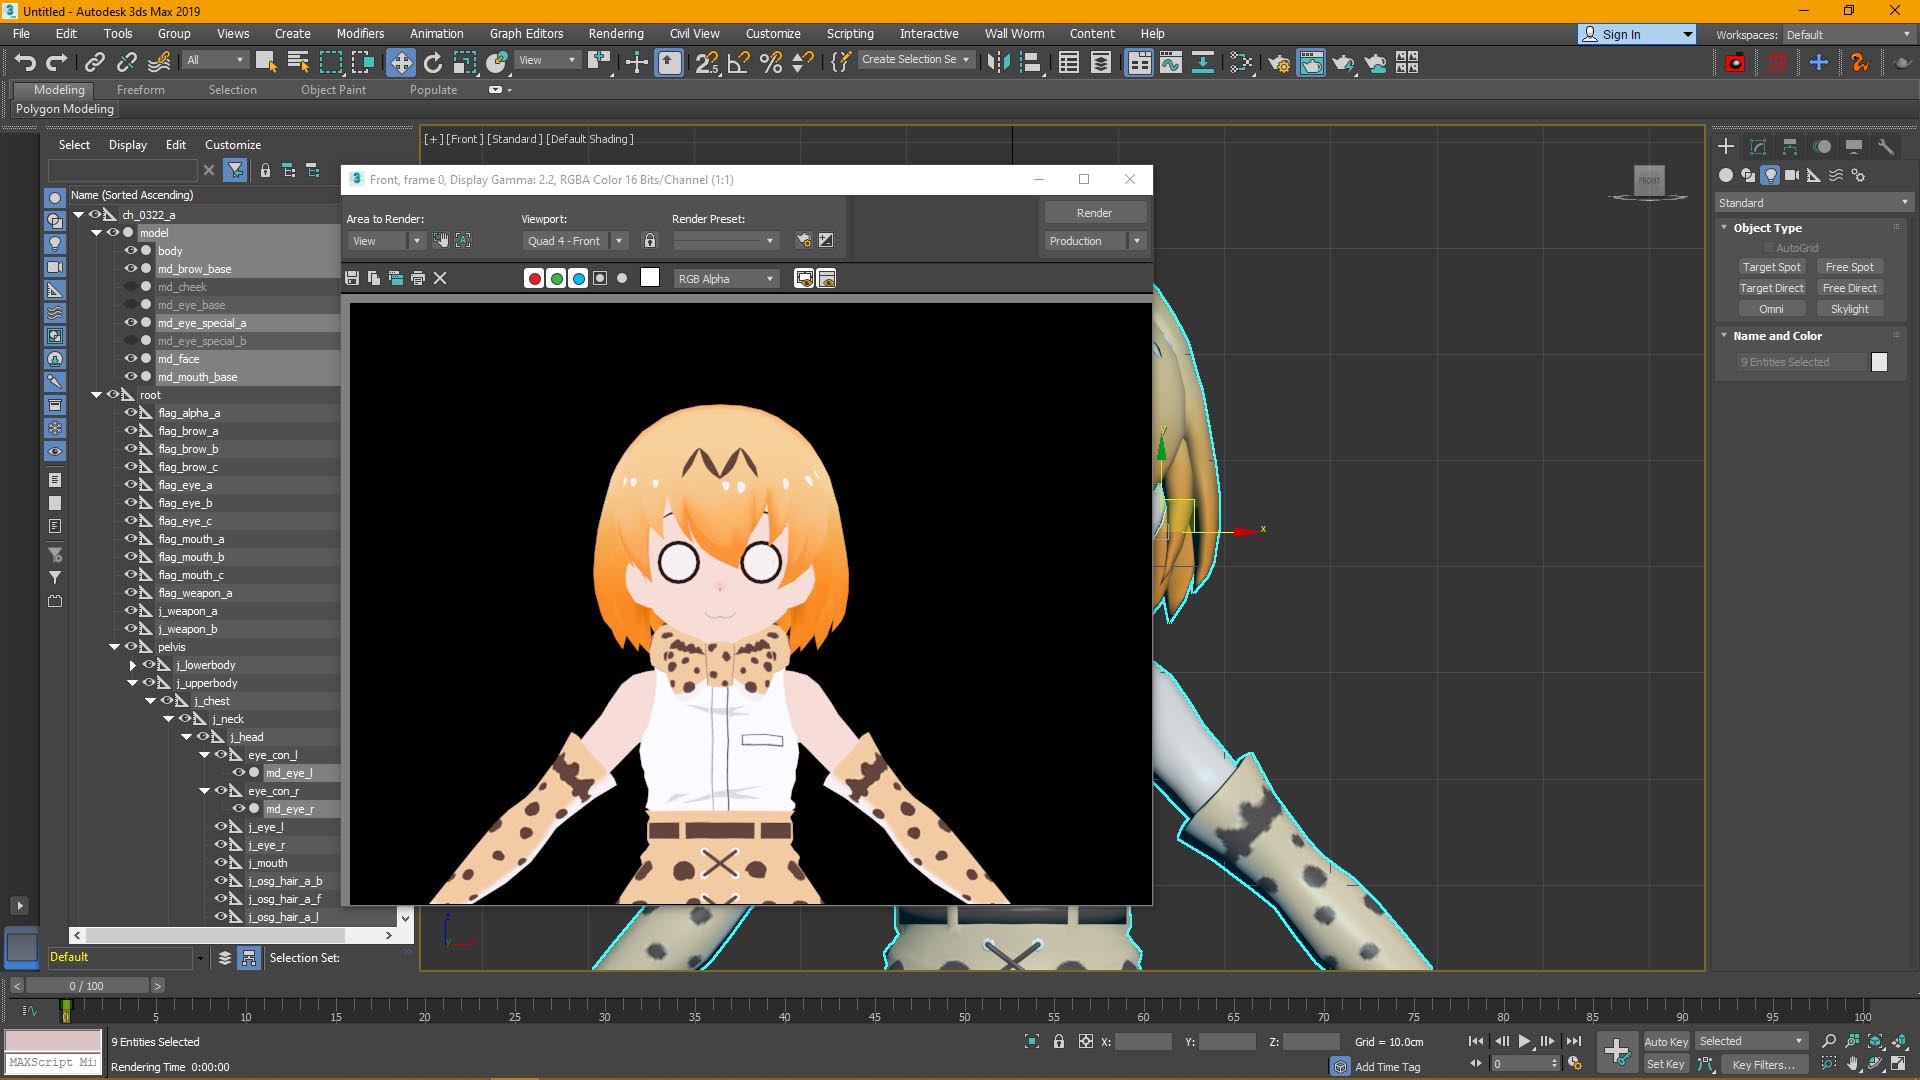 Untitled - Autodesk 3ds Max 2019
File Edit Tools Group Views Create Modifiers Animation Graph Editors Rendering Civil View Customize Scripting Interactive Wall Worm Content Help
Sign In
Workspaces: Default
All
View
Create Selection Se
Modeling Freeform Selection Object Paint Populate
Polygon Modeling
Select Display Edit Customize
Name (Sorted Ascending)
ch_0322_a
model
body
md_brow_base
md_cheek
md_eye_base
md_eye_special_a
md_eye_special_b
md_face
md_mouth_base
root
flag_alpha_a
flag_brow_a
flag_brow_b
flag_brow_c
flag_eye_a
flag_eye_b
flag_eye_c
flag_mouth_a
flag_mouth_b
flag_mouth_c
flag_weapon_a
j_weapon_a
j_weapon_b
pelvis
j_lowerbody
j_upperbody
j_chest
j_neck
j_head
eye_con_l
md_eye_l
eye_con_r
md_eye_r
j_eye_l
j_eye_r
j_mouth
j_osg_hair_a_b
j_osg_hair_a_f
j_osg_hair_a_l
Default
Selection Set:
[+] [Front ] [Standard ] [Default Shading ]
Front, frame 0, Display Gamma: 2.2, RGBA Color 16 Bits/Channel (1:1)
Area to Render:
View
Viewport:
Quad 4 - Front
Render Preset:
Render
Production
RGB Alpha
FRONT
y
x
z
Standard
Object Type
AutoGrid
Target Spot Free Spot
Target Direct Free Direct
Omni Skylight
Name and Color
9 Entities Selected
0 / 100
0 5 10 15 20 25 30 35 40 45 50 55 60 65 70 75 80 85 90 95 100
9 Entities Selected
X: Y: Z: Grid = 10.0cm
Auto Key Selected
MAXScript Mi
Rendering Time 0:00:00
Add Time Tag
0
Set Key Key Filters...